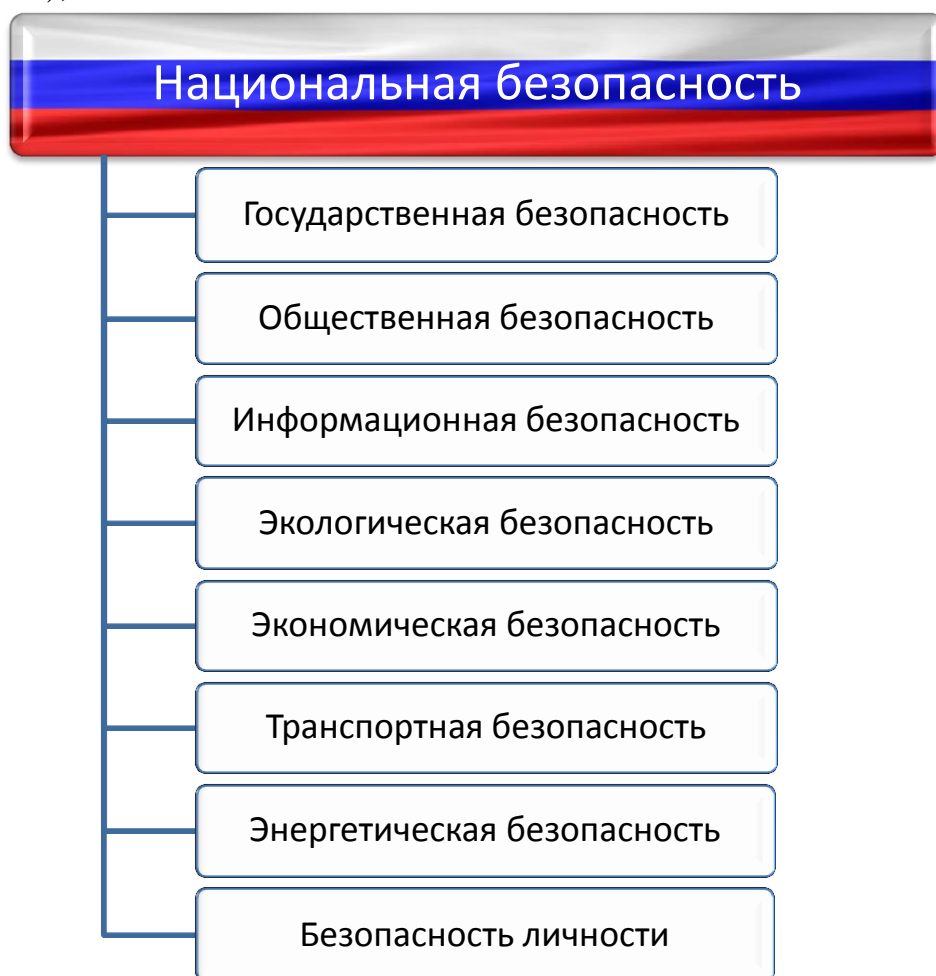 Национальная безопасность
Государственная безопасность
Общественная безопасность
Информационная безопасность
Экологическая безопасность
Экономическая безопасность
Транспортная безопасность
Энергетическая безопасность
Безопасность личности